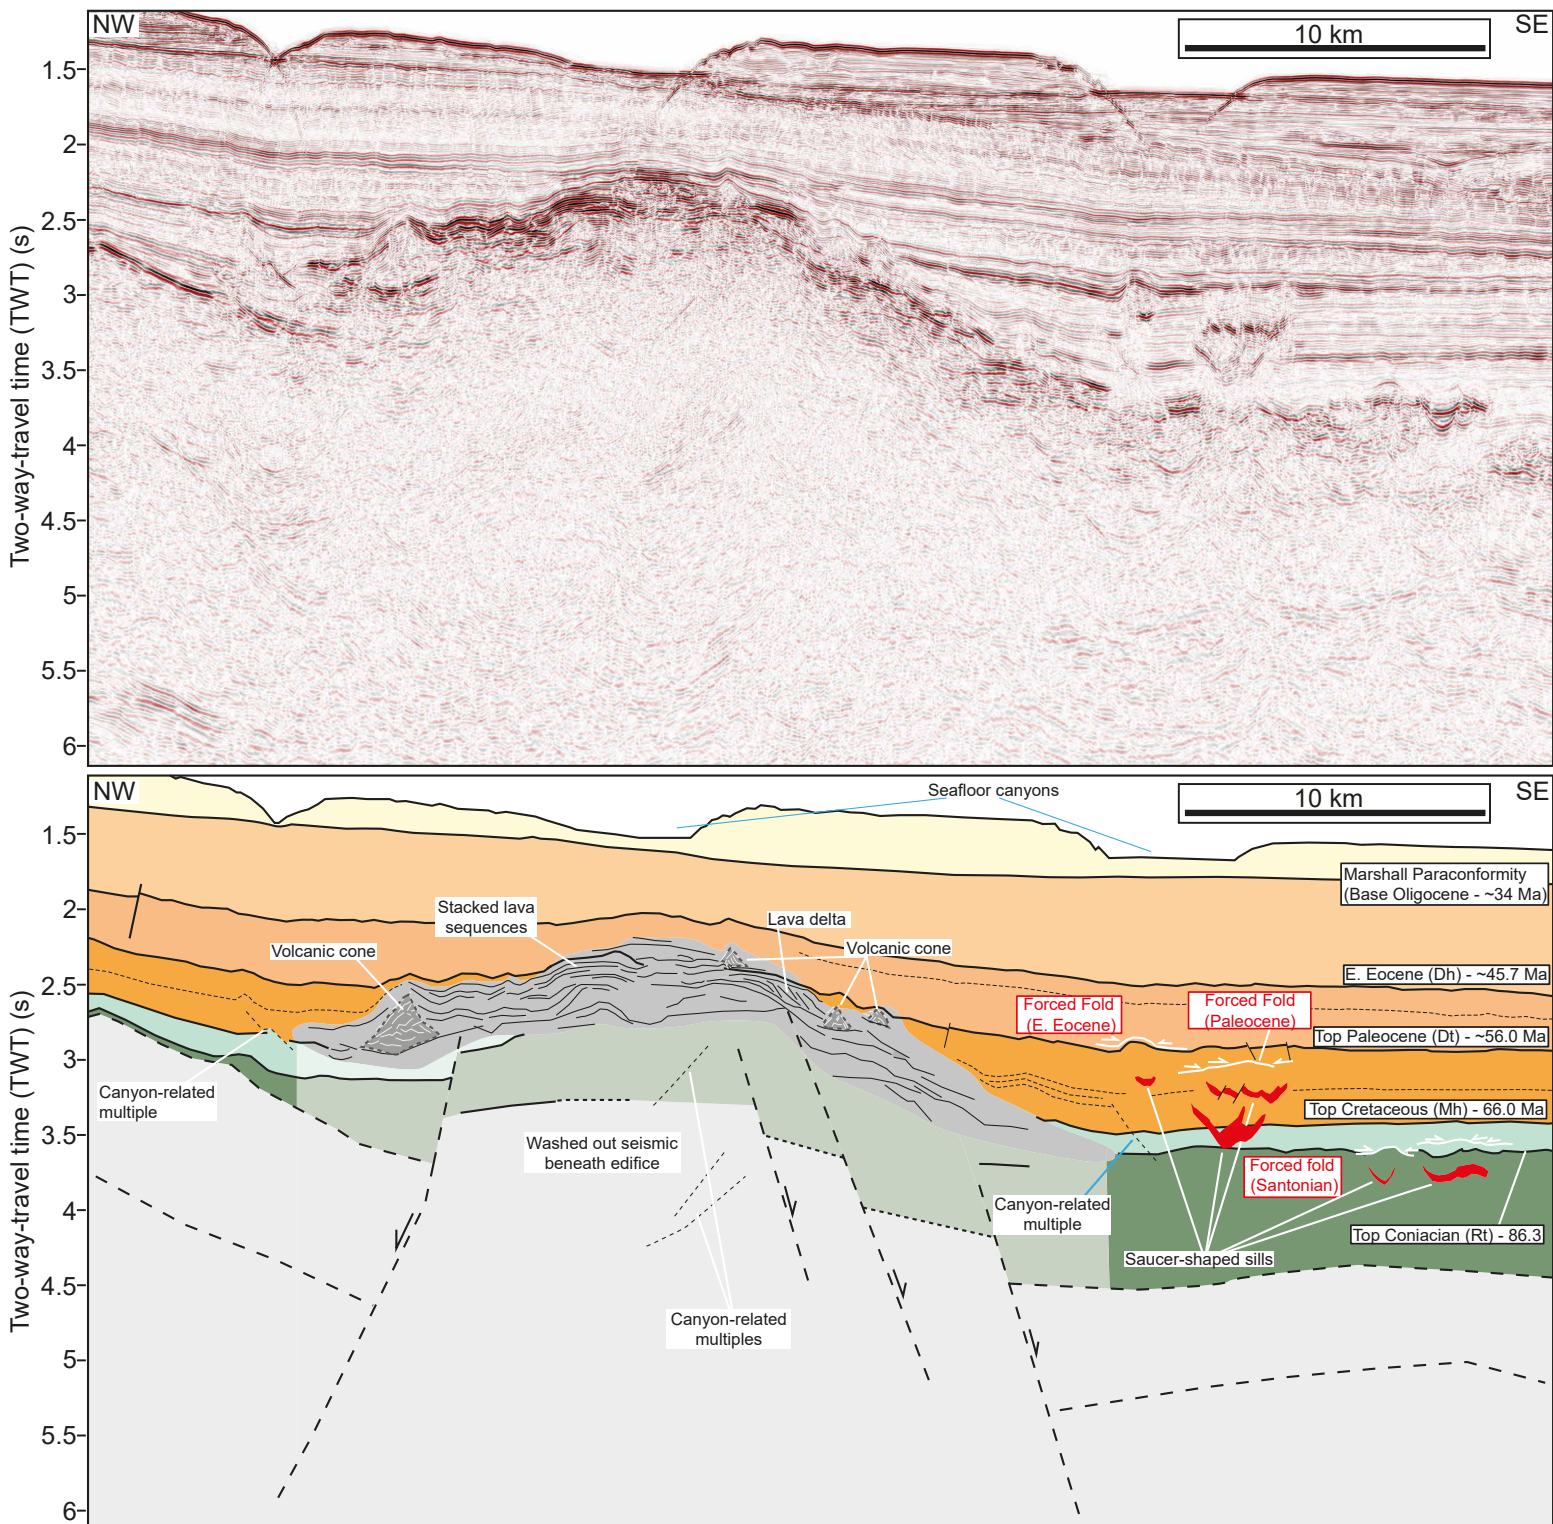 NW
SE
10 km
Two-way-travel time (TWT) (s)
1.5
2
2.5
3
3.5
4
4.5
5
5.5
6
NW
SE
10 km
Seafloor canyons
Two-way-travel time (TWT) (s)
1.5
2
2.5
3
3.5
4
4.5
5
5.5
6
Marshall Paraconformity
(Base Oligocene - ~34 Ma)
Stacked lava
sequences
Lava delta
Volcanic cone
Volcanic cone
E. Eocene (Dh) - ~45.7 Ma
Forced Fold
(E. Eocene)
Forced Fold
(Paleocene)
Top Paleocene (Dt) - ~56.0 Ma
Canyon-related
multiple
Top Cretaceous (Mh) - 66.0 Ma
Washed out seismic
beneath edifice
Forced fold
(Santonian)
Canyon-related
multiple
Top Coniacian (Rt) - 86.3
Saucer-shaped sills
Canyon-related
multiples